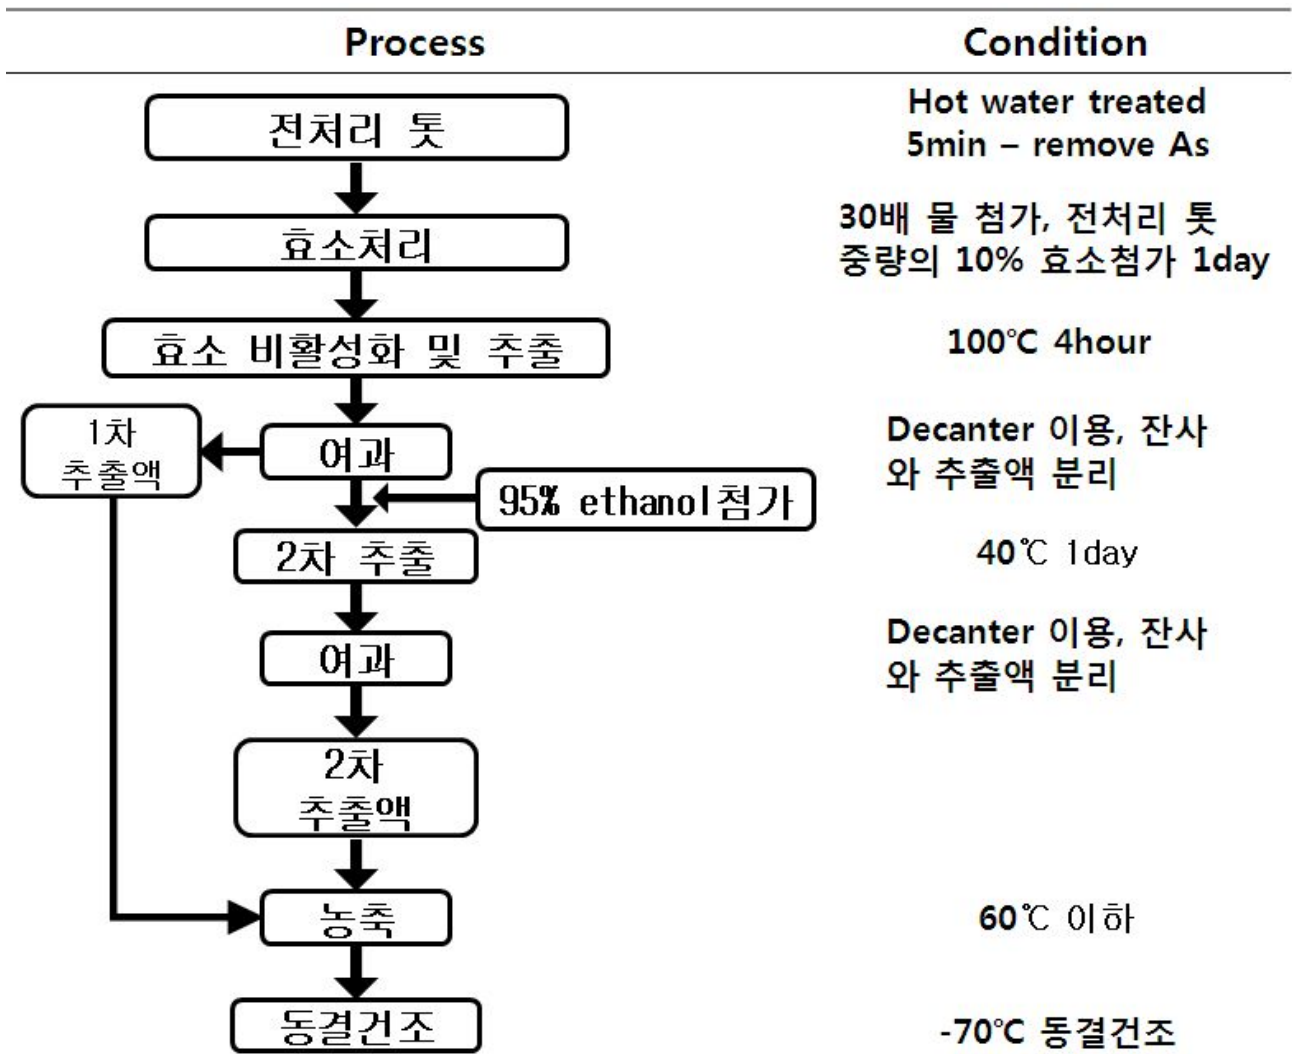 Process
Condition
전처리 톳
Hot water treated
5min – remove As
효소처리
30배 물 첨가, 전처리 톳
중량의 10% 효소첨가 1day
효소 비활성화 및 추출
100℃ 4hour
1차
추출액
여과
Decanter 이용, 잔사
와 추출액 분리
95% ethanol첨가
2차 추출
40℃ 1day
여과
Decanter 이용, 잔사
와 추출액 분리
2차
추출액
농축
60℃ 이하
동결건조
-70℃ 동결건조